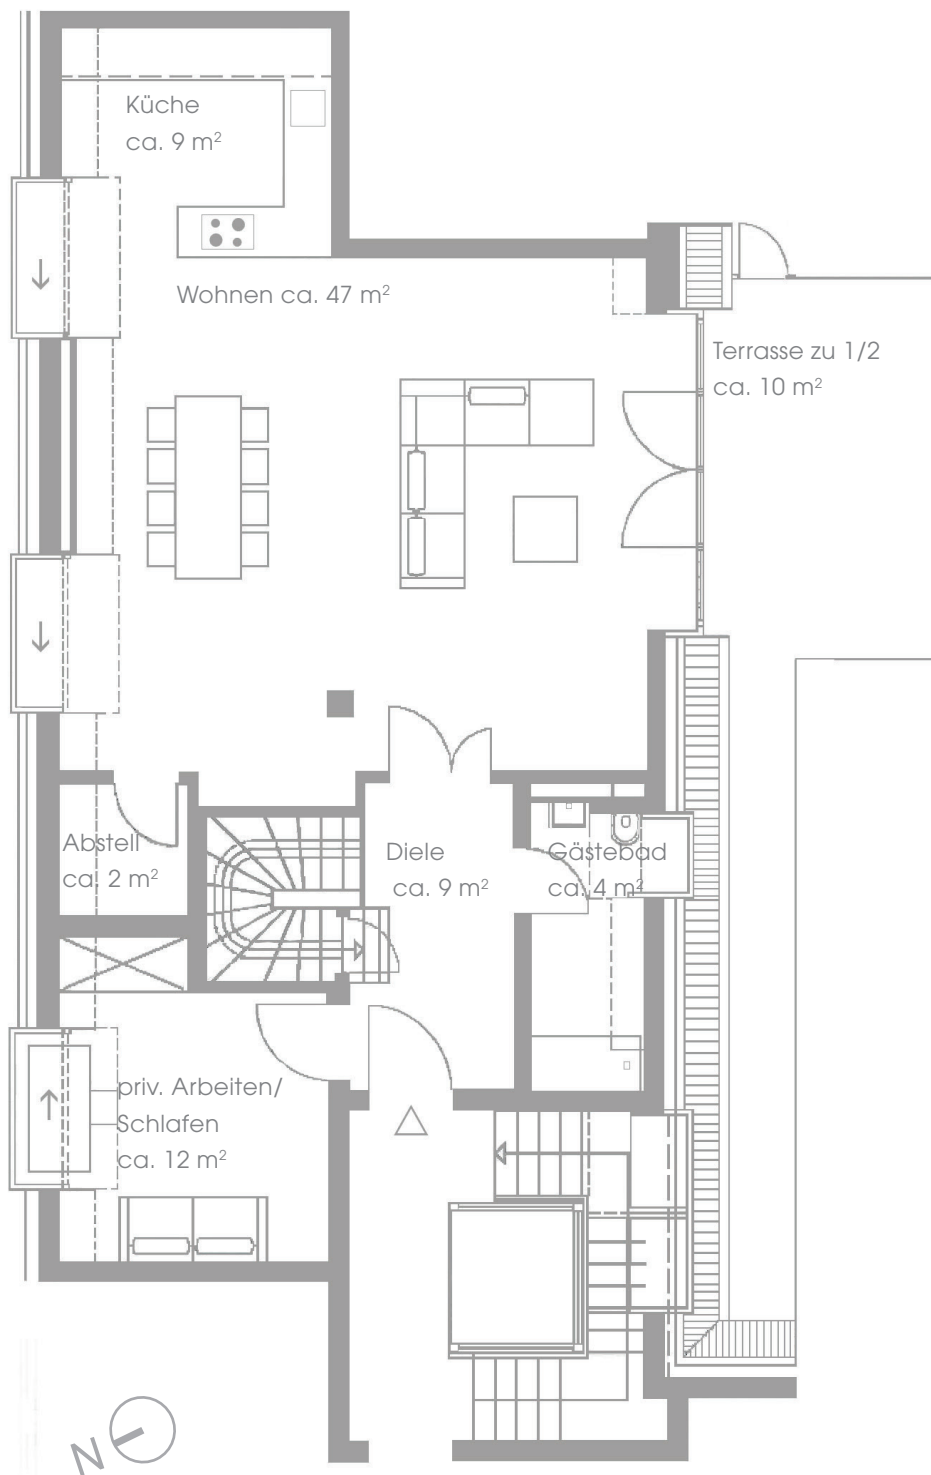 Küche
ca. 9 m²
Wohnen ca. 47 m²
Terrasse zu 1/2
ca. 10 m²
Abstell
ca. 2 m²
Diele
ca. 9 m²
Gästebad
ca. 4 m²
priv. Arbeiten/
Schlafen
ca. 12 m²
N